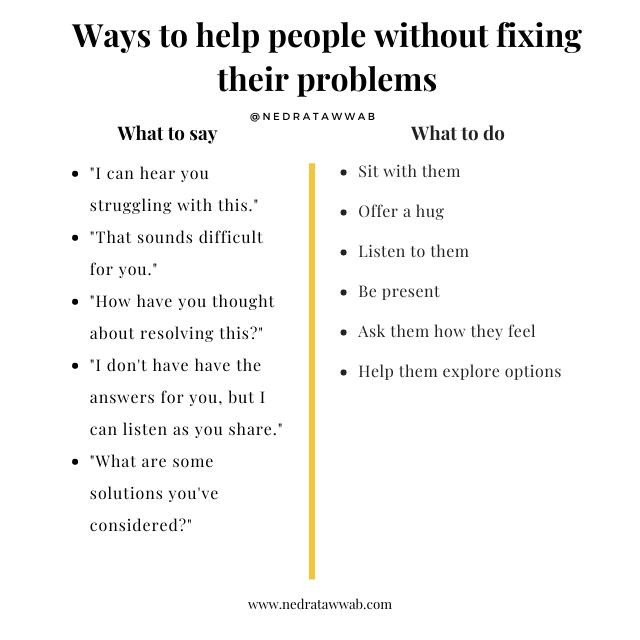 Ways to help people without fixing
their problems
@NEDRATAWWAB
What to say
• "I can hear you
struggling with this."
• "That sounds difficult
for you."
• "How have you thought
about resolving this?"
• "I don't have have the
answers for you, but I
can listen as you share."
• "What are some
solutions you've
considered?"
What to do
• Sit with them
• Offer a hug
• Listen to them
• Be present
• Ask them how they feel
• Help them explore options
www.nedratawwab.com